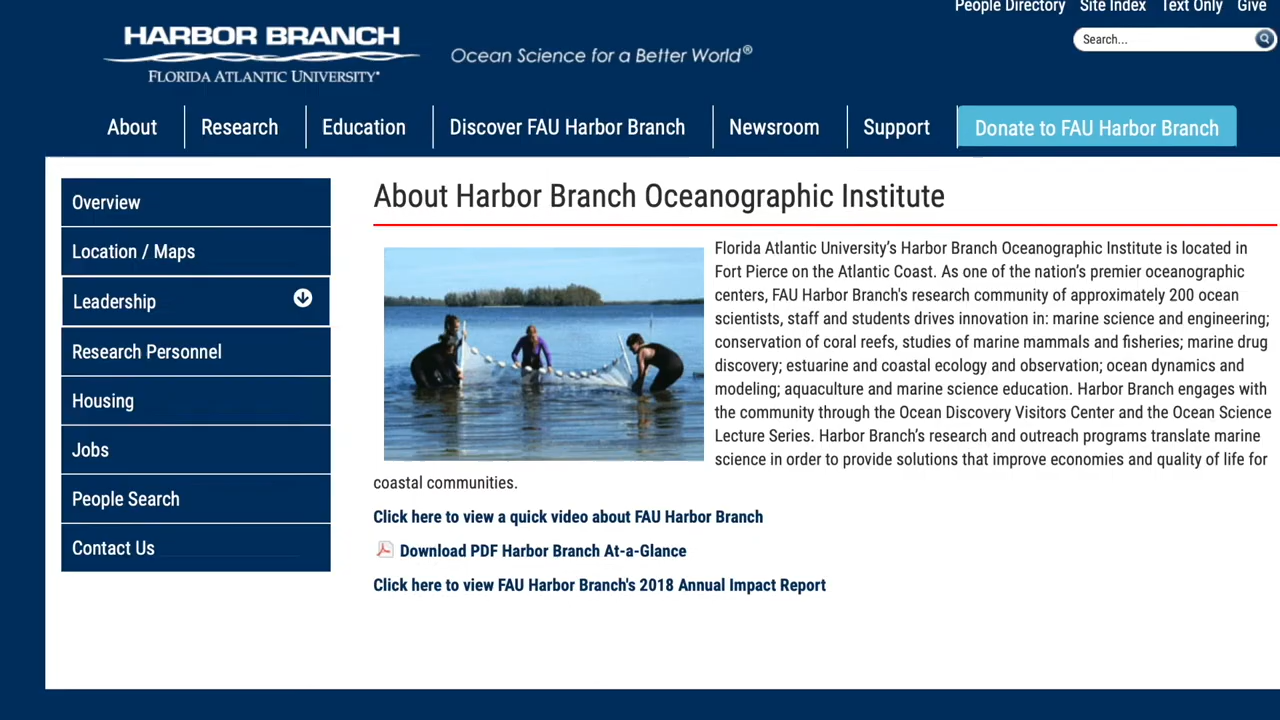 People Directory Site Index Text Only Give
HARBOR BRANCH
FLORIDA ATLANTIC UNIVERSITY®
Ocean Science for a Better World®
Search...
About Research Education Discover FAU Harbor Branch Newsroom Support Donate to FAU Harbor Branch
Overview
Location / Maps
Leadership
Research Personnel
Housing
Jobs
People Search
Contact Us
About Harbor Branch Oceanographic Institute
Florida Atlantic University’s Harbor Branch Oceanographic Institute is located in
Fort Pierce on the Atlantic Coast. As one of the nation’s premier oceanographic
centers, FAU Harbor Branch's research community of approximately 200 ocean
scientists, staff and students drives innovation in: marine science and engineering;
conservation of coral reefs, studies of marine mammals and fisheries; marine drug
discovery; estuarine and coastal ecology and observation; ocean dynamics and
modeling; aquaculture and marine science education. Harbor Branch engages with
the community through the Ocean Discovery Visitors Center and the Ocean Science
Lecture Series. Harbor Branch’s research and outreach programs translate marine
science in order to provide solutions that improve economies and quality of life for
coastal communities.
Click here to view a quick video about FAU Harbor Branch
Download PDF Harbor Branch At-a-Glance
Click here to view FAU Harbor Branch's 2018 Annual Impact Report